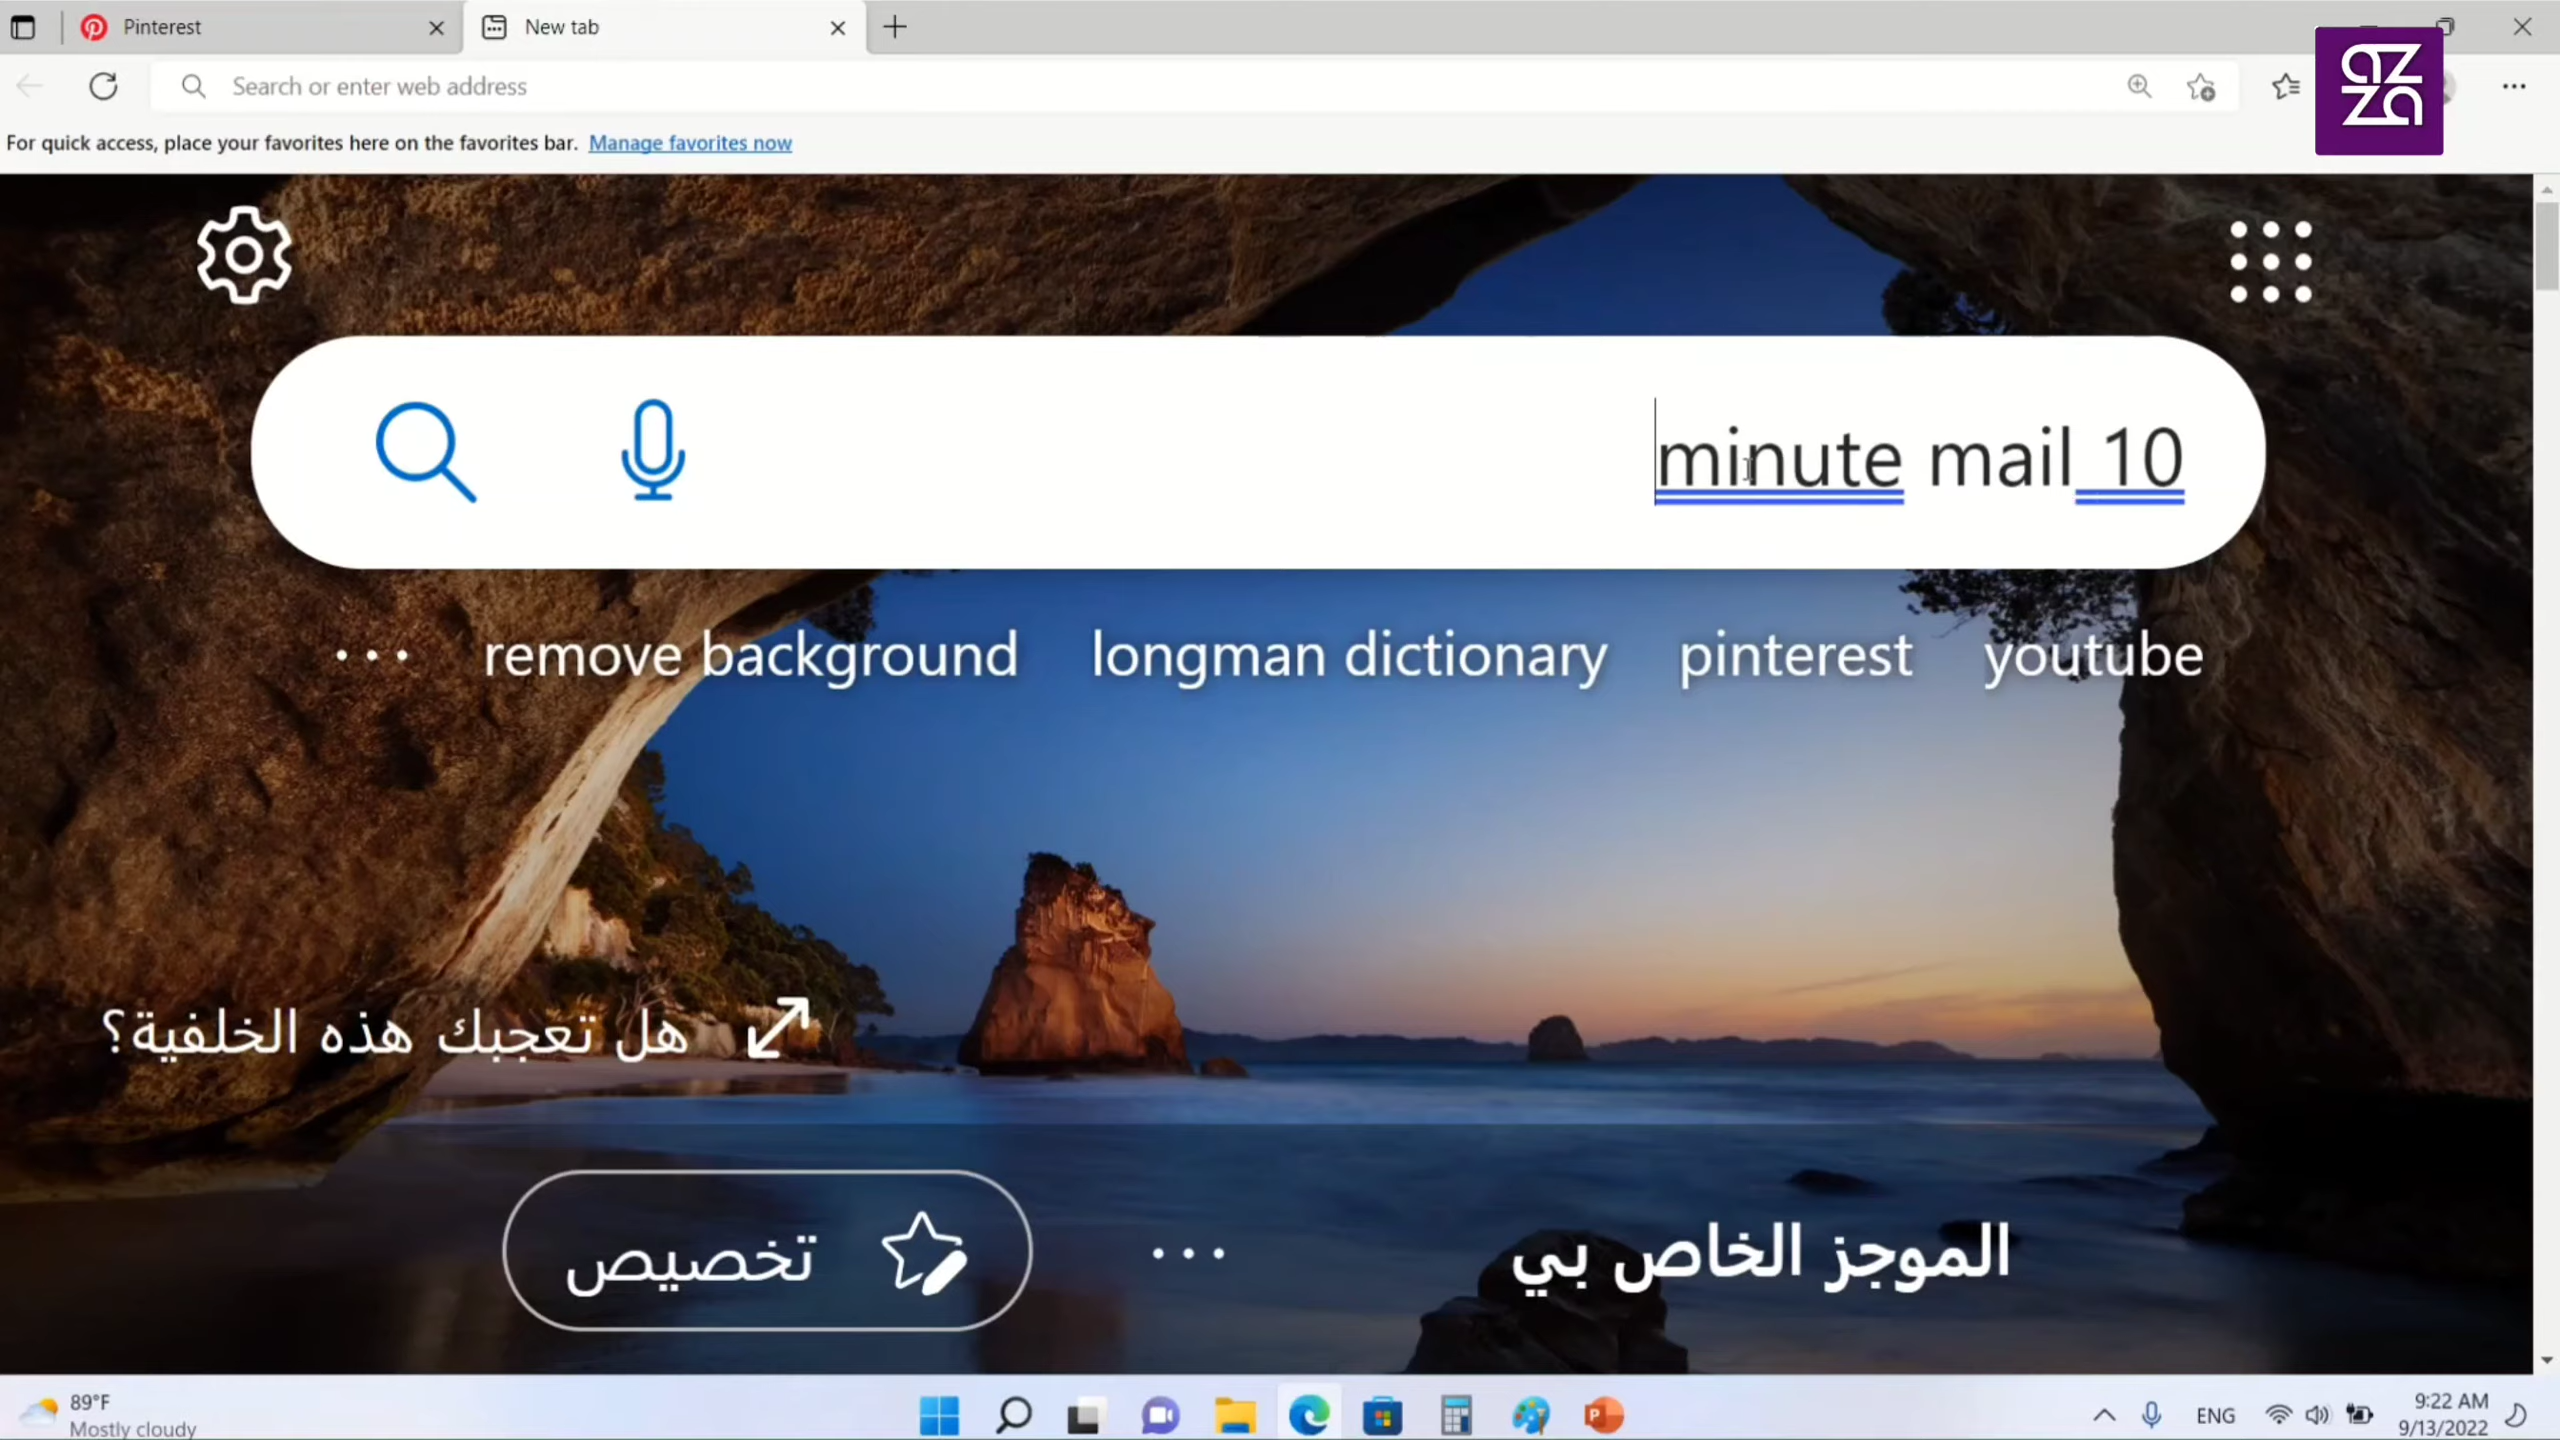 Pinterest
New tab
Search or enter web address
For quick access, place your favorites here on the favorites bar. Manage favorites now
azza
minute mail 10
remove background longman dictionary pinterest youtube
هل تعجبك هذه الخلفية؟
الموجز الخاص بي
تخصيص
89°F
Mostly cloudy
ENG
9:22 AM
9/13/2022